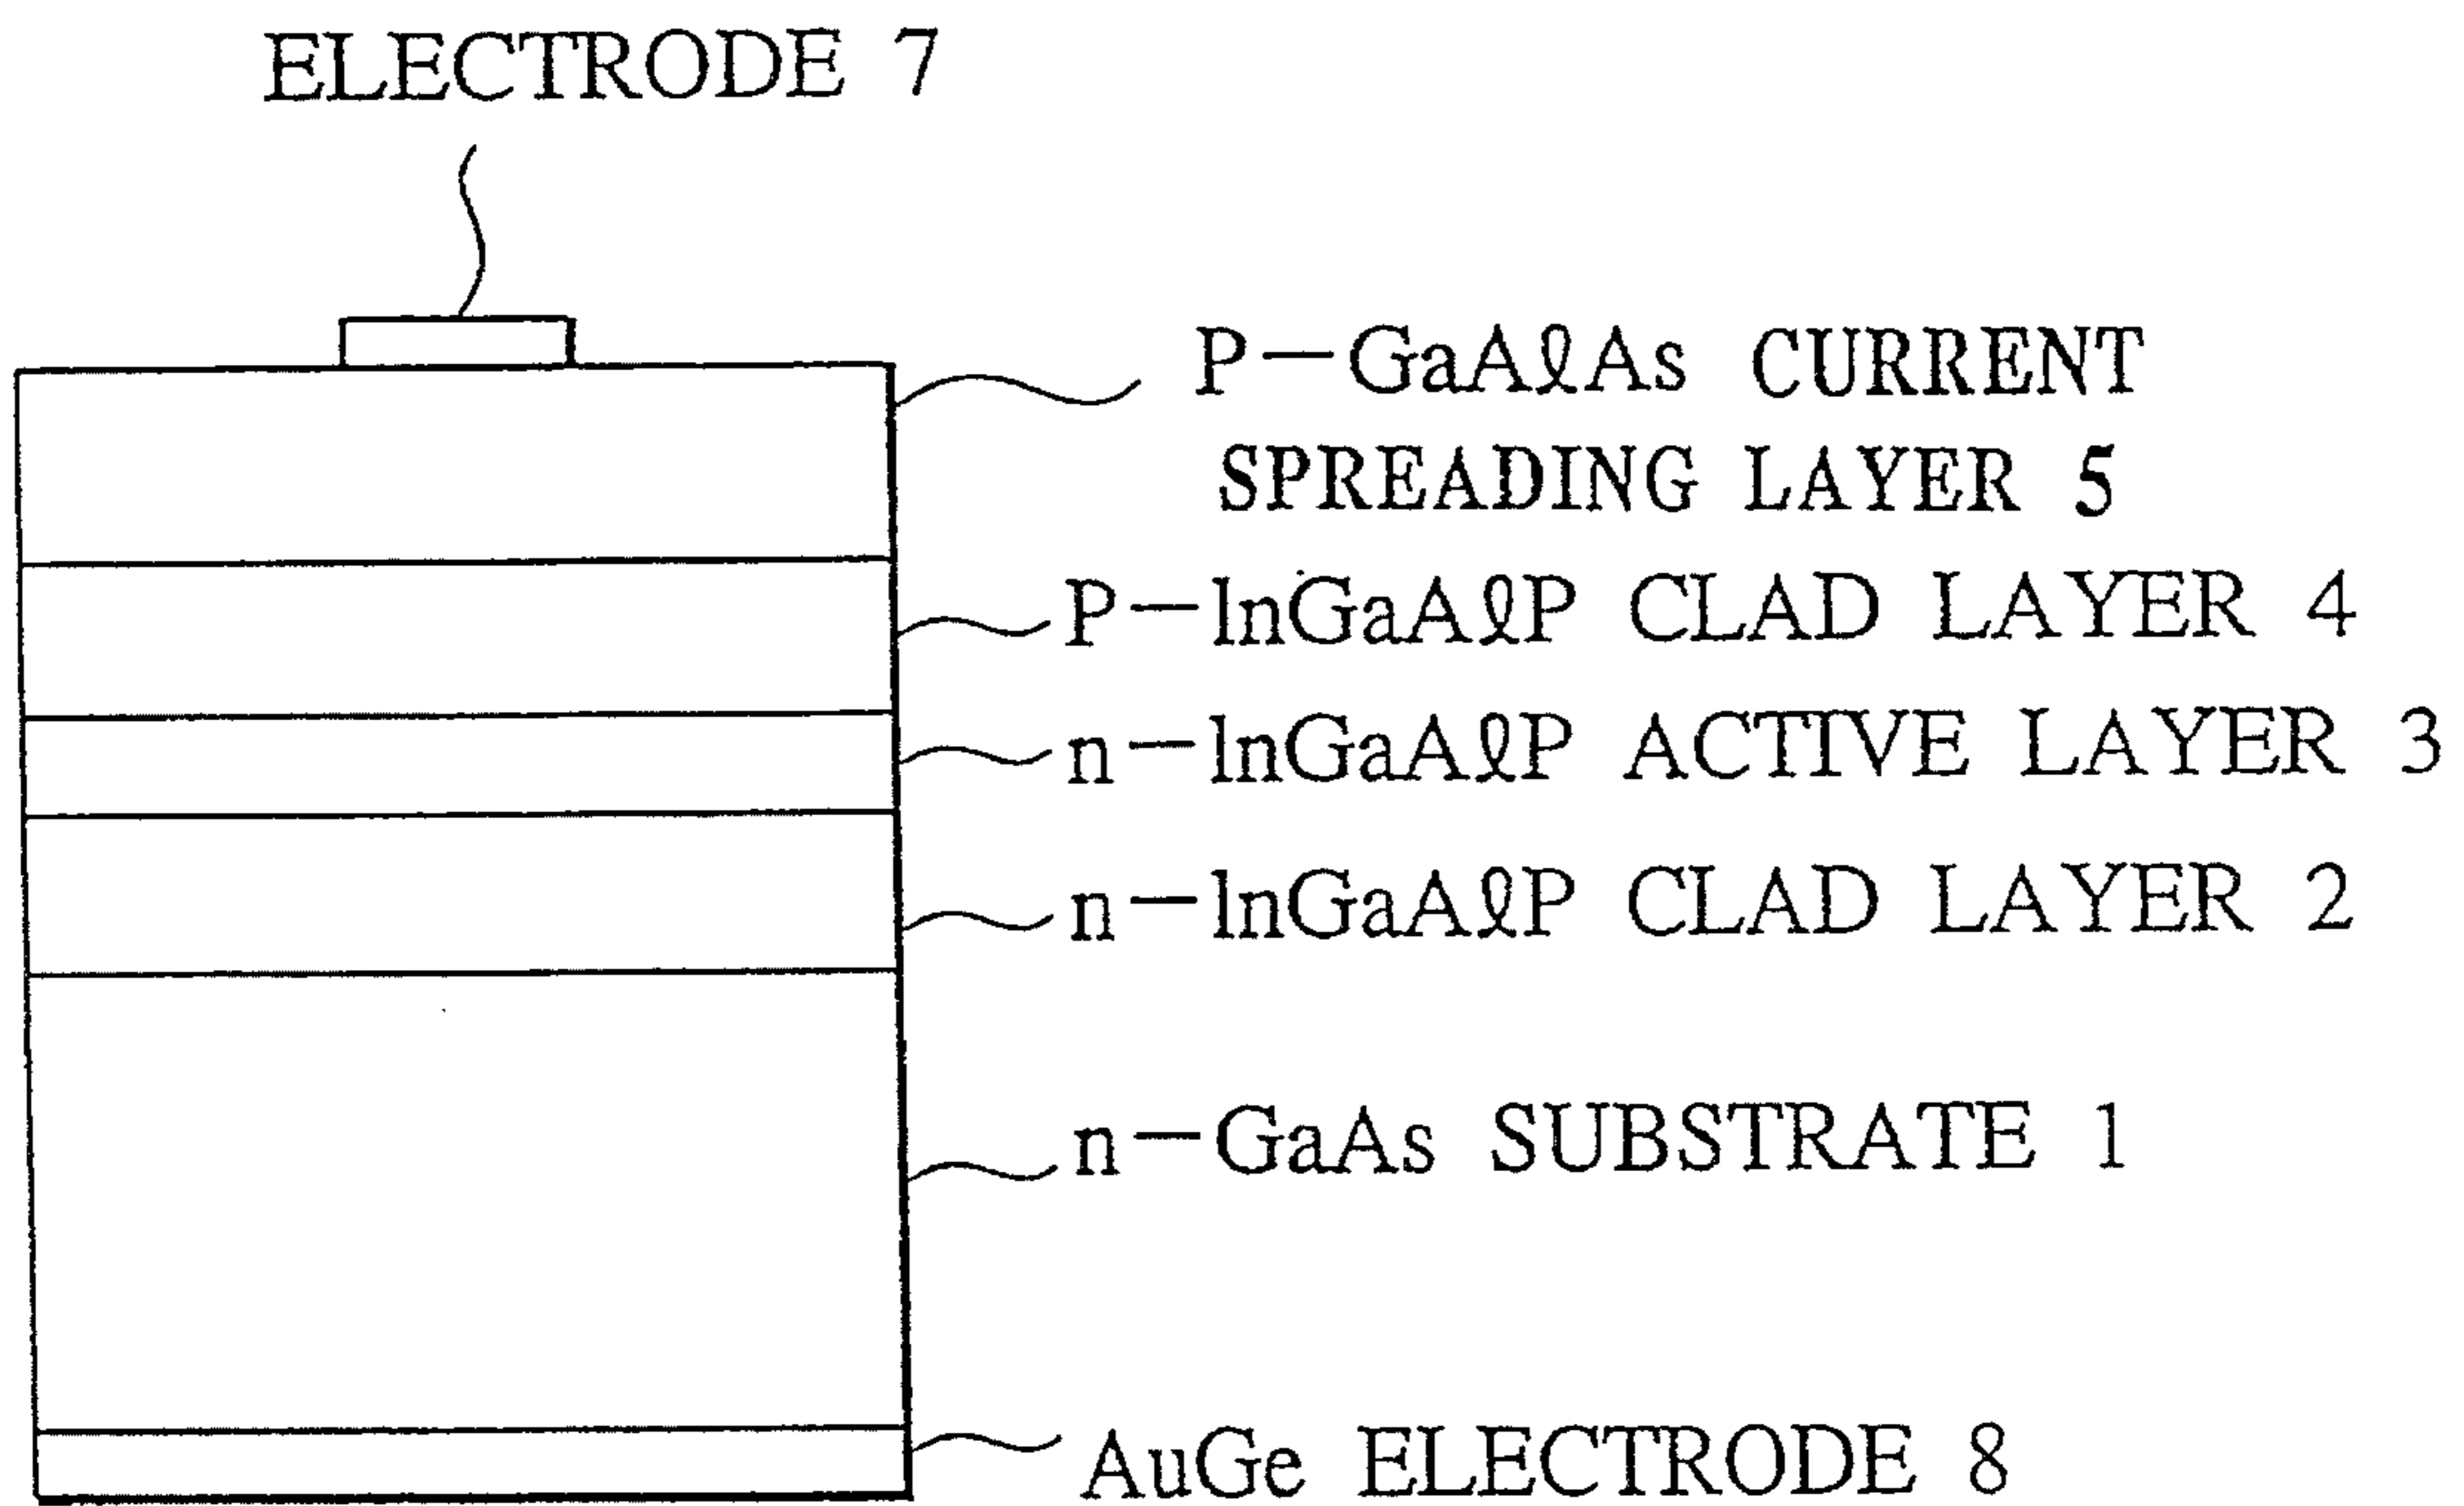 ELECTRODE 7
P—GaAℓAs CURRENT
SPREADING LAYER 5
P—InGaAℓP CLAD LAYER 4
n—InGaAℓP ACTIVE LAYER 3
n—InGaAℓP CLAD LAYER 2
n—GaAs SUBSTRATE 1
AuGe ELECTRODE 8